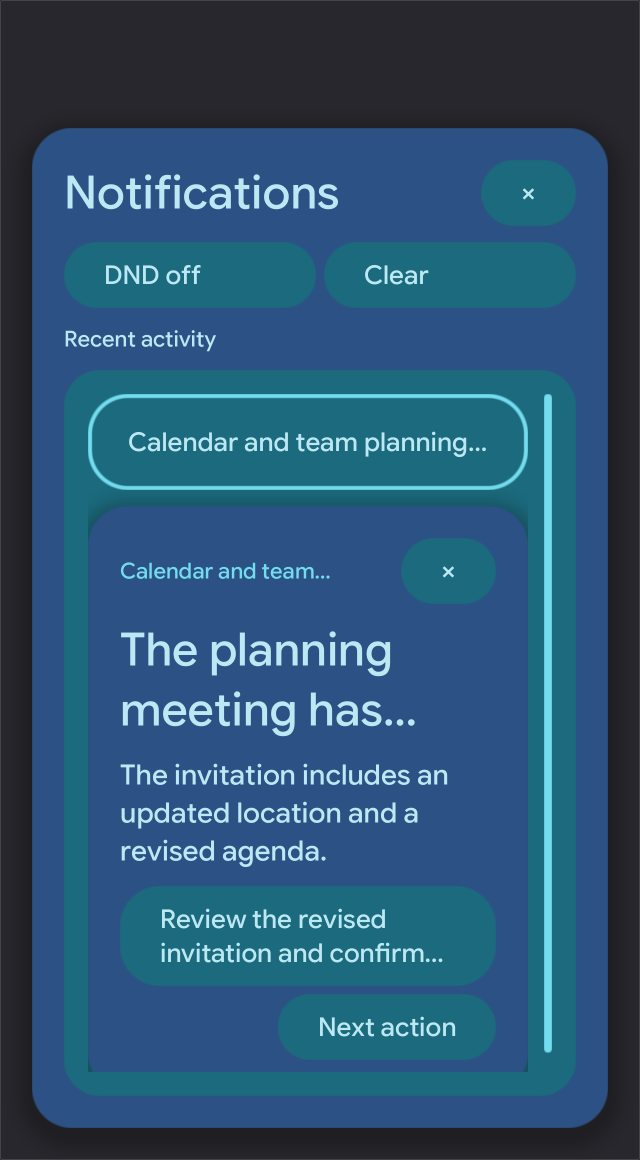 Notifications
×
DND off
Clear
Recent activity
Calendar and team planning...
Calendar and team...
×
The planning
meeting has...
The invitation includes an
updated location and a
revised agenda.
Review the revised
invitation and confirm...
Next action